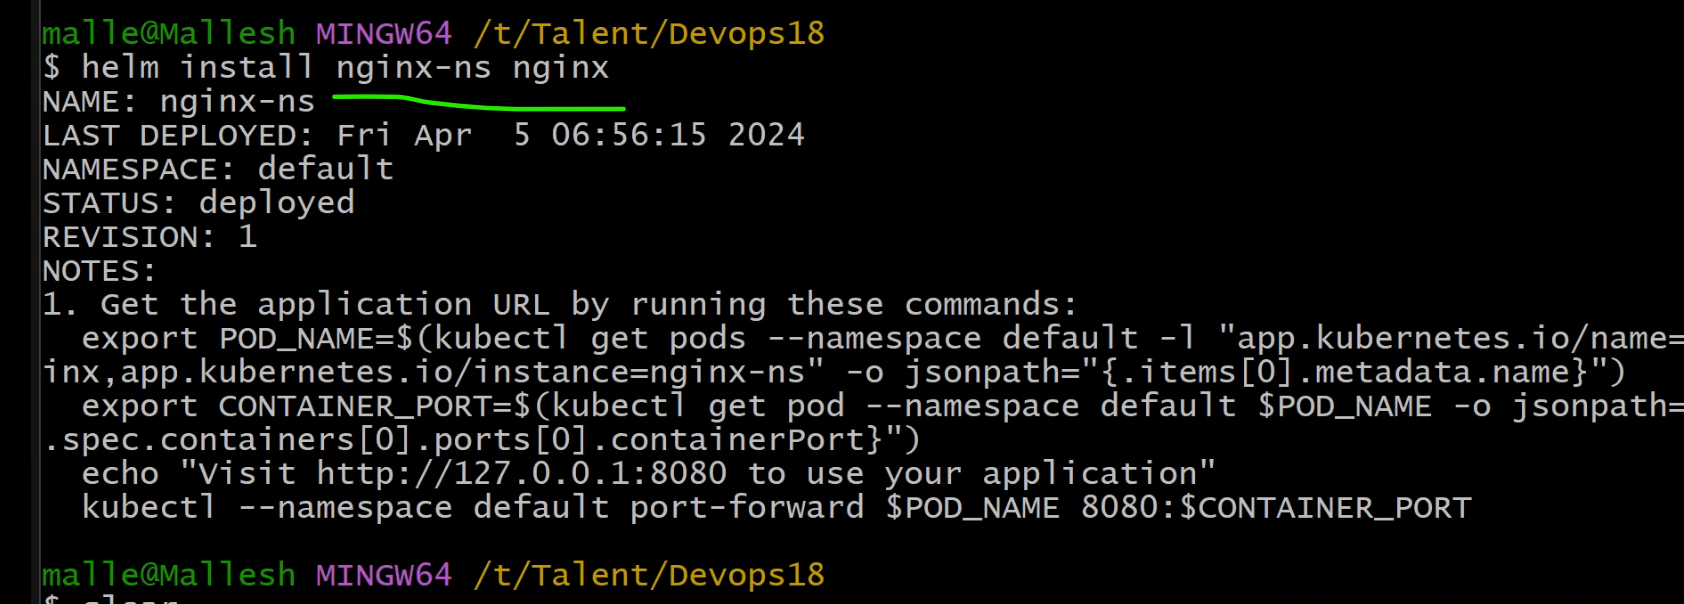 malle@Mallesh MINGW64 /t/Talent/Devops18
$ helm install nginx-ns nginx
NAME: nginx-ns
LAST DEPLOYED: Fri Apr  5 06:56:15 2024
NAMESPACE: default
STATUS: deployed
REVISION: 1
NOTES:
1. Get the application URL by running these commands:
  export POD_NAME=$(kubectl get pods --namespace default -l "app.kubernetes.io/name=
inx,app.kubernetes.io/instance=nginx-ns" -o jsonpath="{.items[0].metadata.name}")
  export CONTAINER_PORT=$(kubectl get pod --namespace default $POD_NAME -o jsonpath=
.spec.containers[0].ports[0].containerPort}")
  echo "Visit http://127.0.0.1:8080 to use your application"
  kubectl --namespace default port-forward $POD_NAME 8080:$CONTAINER_PORT
malle@Mallesh MINGW64 /t/Talent/Devops18
$ clear